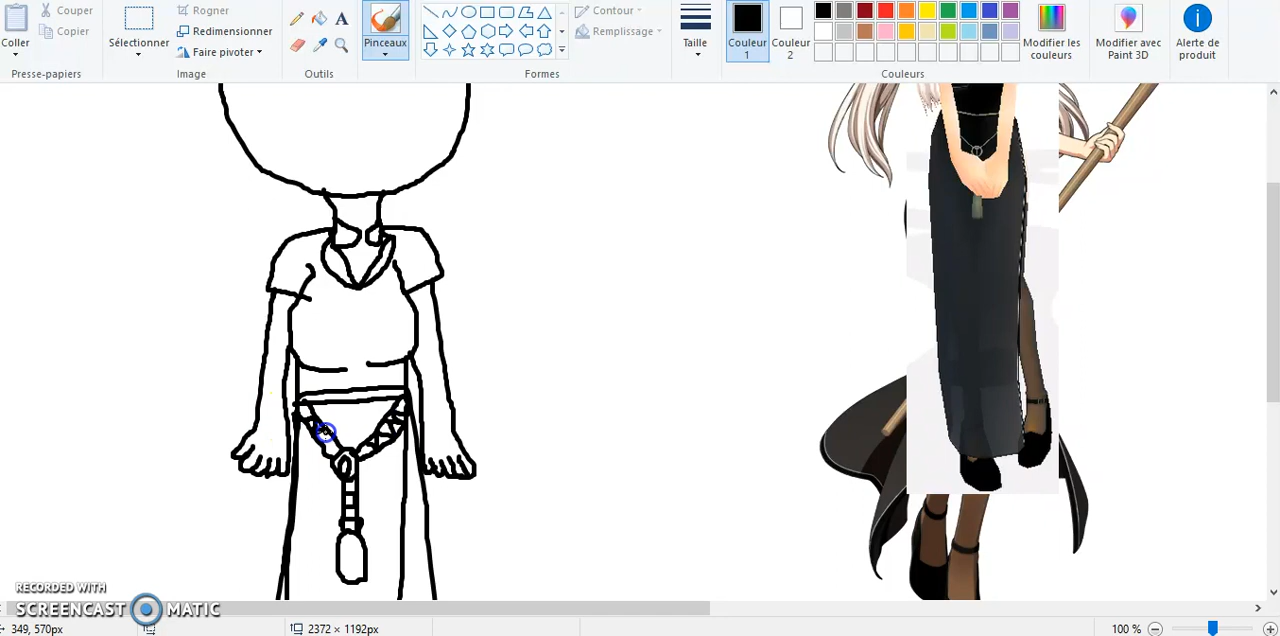 Coller
Couper
Copier
Presse-papiers
Sélectionner
Rogner
Redimensionner
Faire pivoter
Image
A
Outils
Pinceaux
Formes
Contour
Remplissage
Taille
Couleur 1
Couleur 2
Couleurs
Modifier les couleurs
Modifier avec Paint 3D
Alerte de produit
RECORDED WITH
SCREENCAST MATIC
349, 570px
2372 × 1192px
100 %